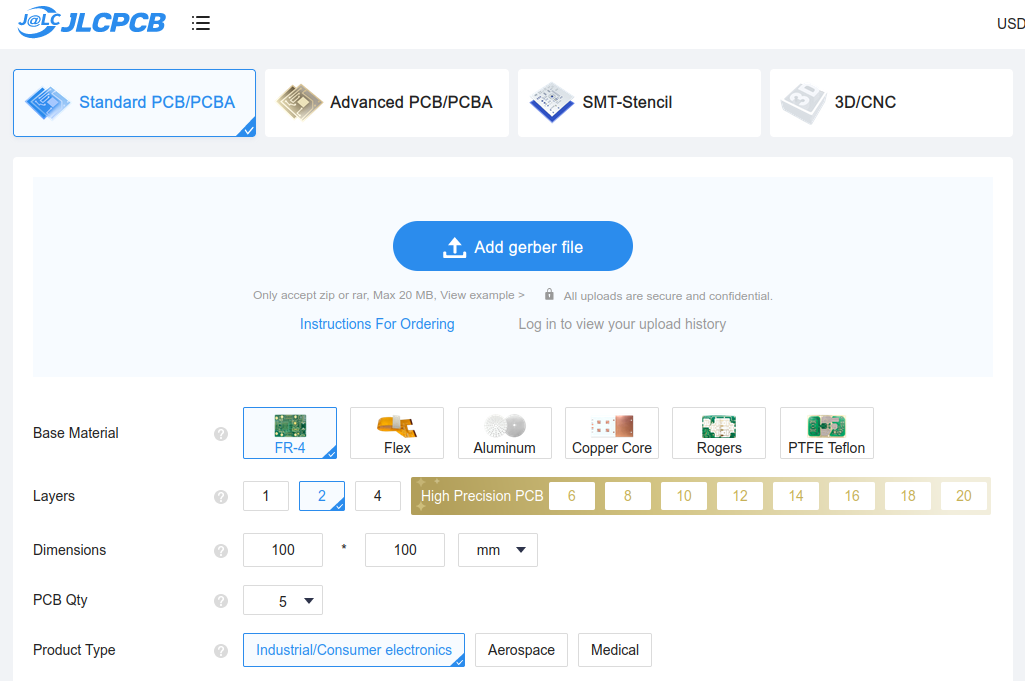 J@LC JLCPCB
USD
Standard PCB/PCBA
Advanced PCB/PCBA
SMT-Stencil
3D
3D/CNC
Add gerber file
Only accept zip or rar, Max 20 MB, View example >
All uploads are secure and confidential.
Instructions For Ordering
Log in to view your upload history
Base Material
?
FR-4
Flex
Aluminum
Copper Core
Rogers
PTFE Teflon
Layers
?
1
2
4
High Precision PCB
6
8
10
12
14
16
18
20
Dimensions
?
100
*
100
mm
PCB Qty
?
5
Product Type
?
Industrial/Consumer electronics
Aerospace
Medical